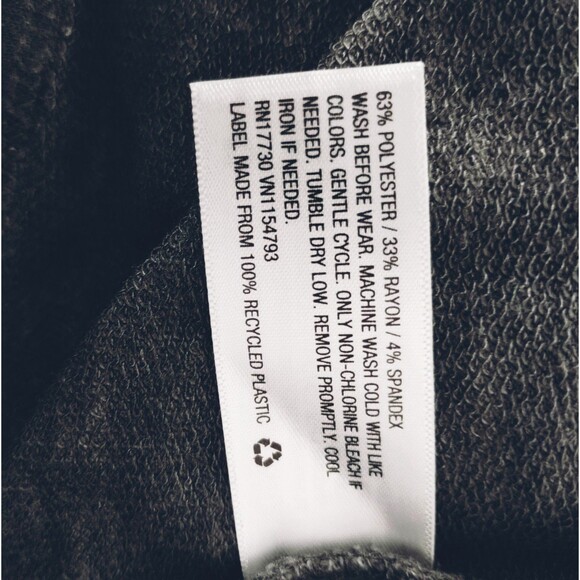 63% POLYESTER / 33% RAYON / 4% SPANDEX
WASH BEFORE WEAR. MACHINE WASH COLD WITH LIKE
COLORS. GENTLE CYCLE. ONLY NON-CHLORINE BLEACH IF
NEEDED. TUMBLE DRY LOW. REMOVE PROMPTLY. COOL
IRON IF NEEDED.
RN17730 VN1154793
LABEL MADE FROM 100% RECYCLED PLASTIC